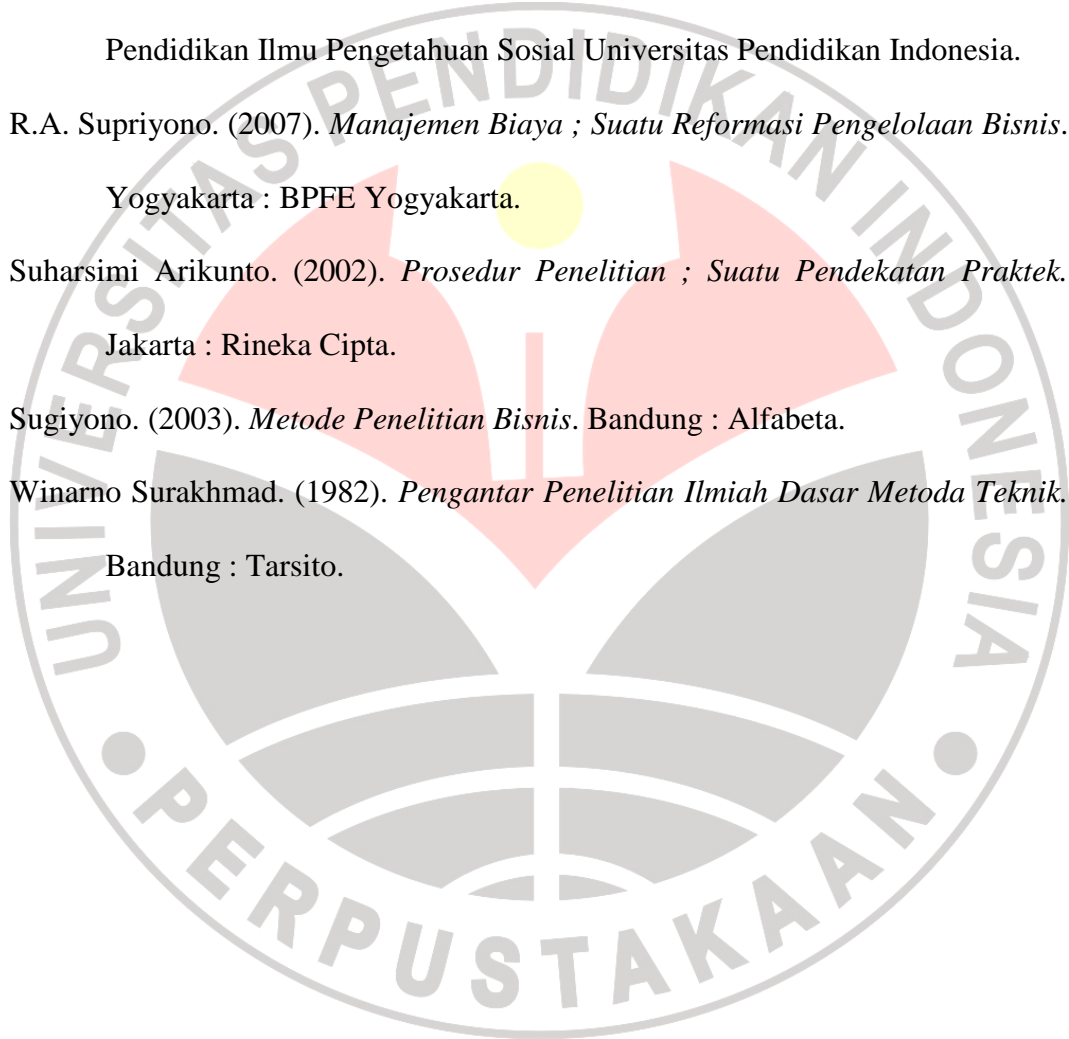 Pendidikan Ilmu Pengetahuan Sosial Universitas Pendidikan Indonesia.
R.A. Supriyono. (2007). Manajemen Biaya ; Suatu Reformasi Pengelolaan Bisnis.
Yogyakarta : BPFE Yogyakarta.
Suharsimi Arikunto. (2002). Prosedur Penelitian ; Suatu Pendekatan Praktek.
Jakarta : Rineka Cipta.
Sugiyono. (2003). Metode Penelitian Bisnis. Bandung : Alfabeta.
Winarno Surakhmad. (1982). Pengantar Penelitian Ilmiah Dasar Metoda Teknik.
Bandung : Tarsito.
UNIVERSITAS PENDIDIKAN INDONESIA
PERPUSTAKAAN